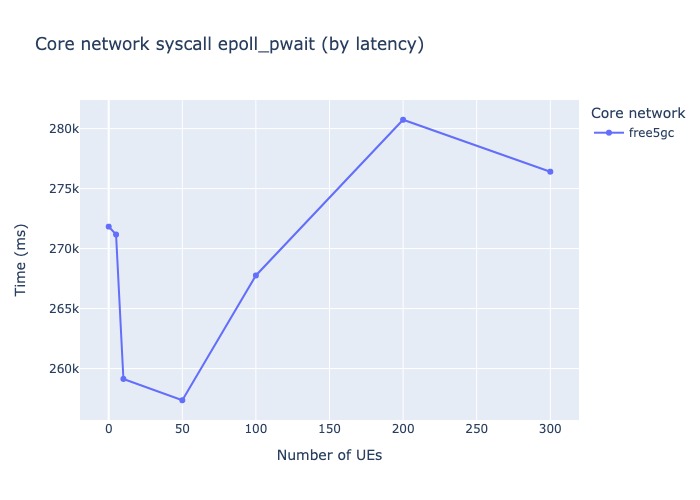 Core network syscall epoll_pwait (by latency)
Core network
free5gc
280k
275k
270k
265k
260k
Time (ms)
0 50 100 150 200 250 300
Number of UEs